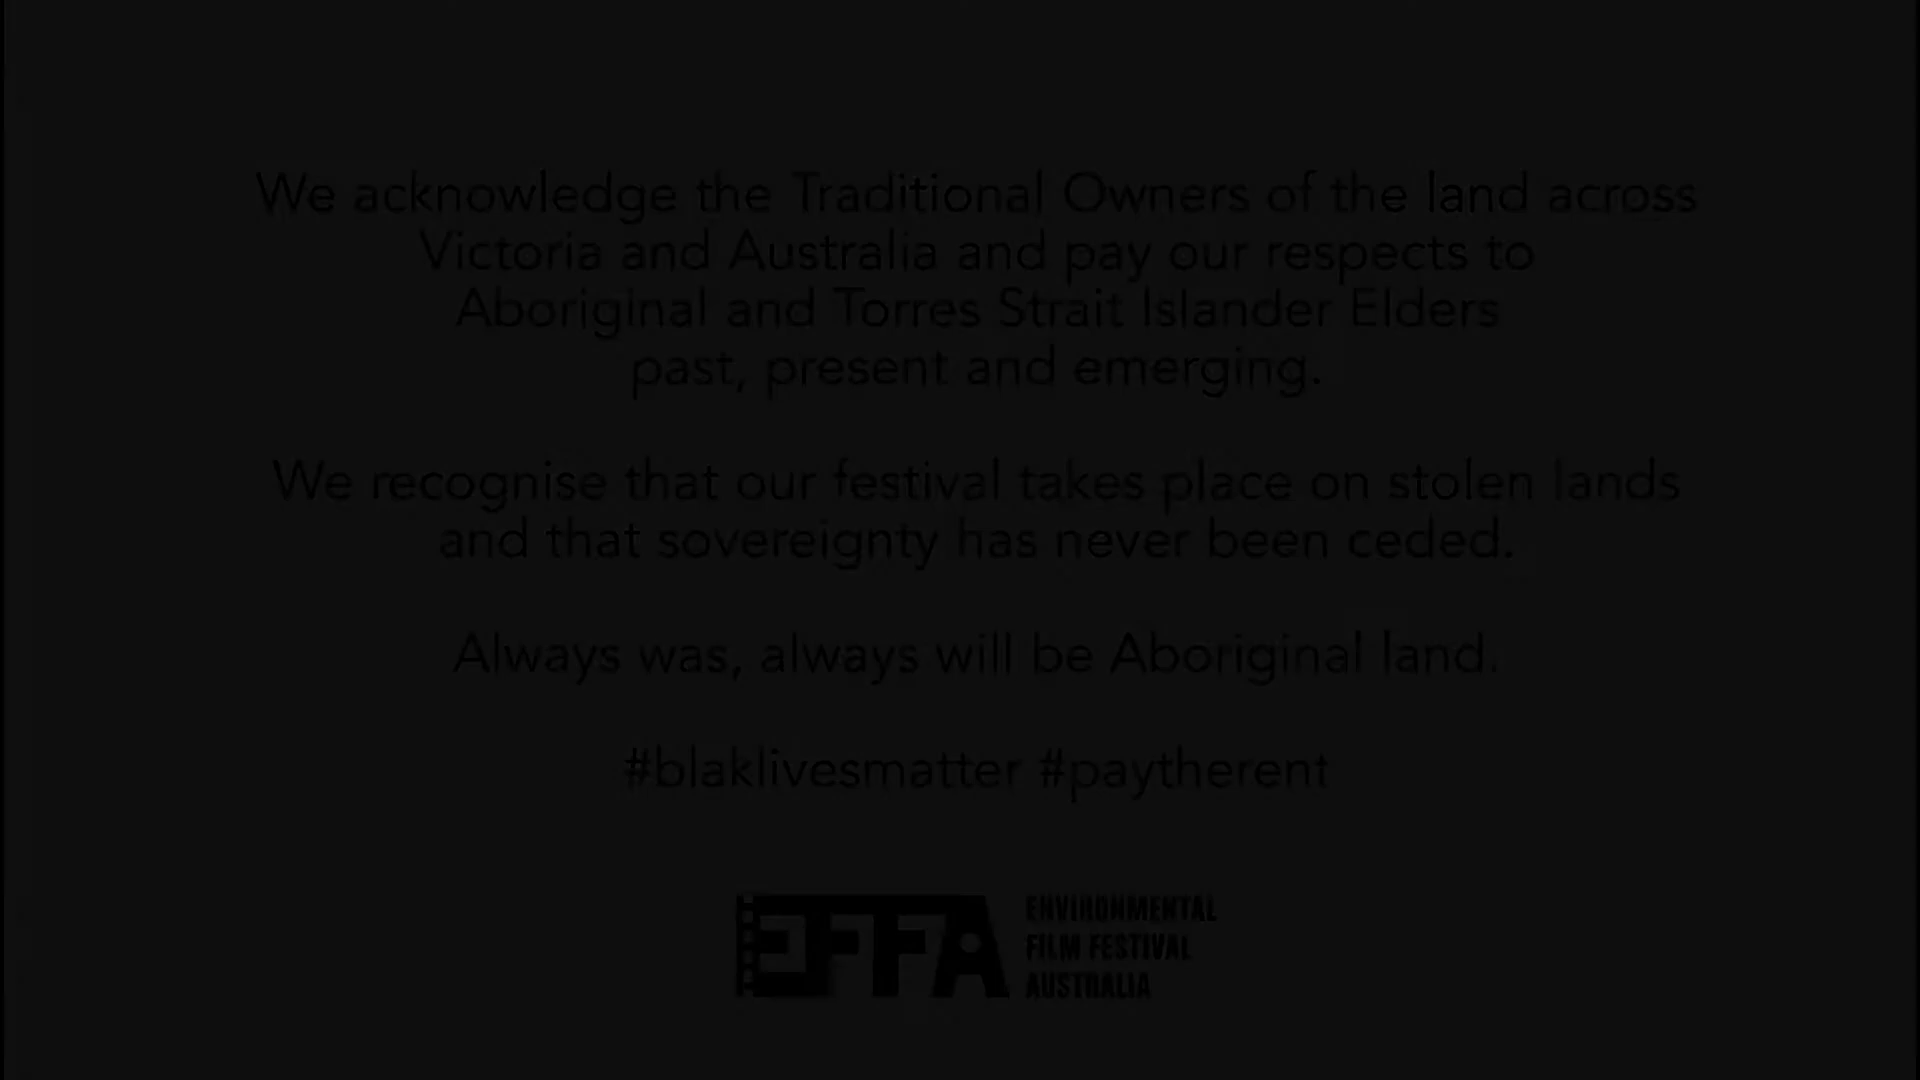 We acknowledge the Traditional Owners of the land across
Victoria and Australia and pay our respects to
Aboriginal and Torres Strait Islander Elders
past, present and emerging.
We recognise that our festival takes place on stolen lands
and that sovereignty has never been ceded.
Always was, always will be Aboriginal land.
#blaklivesmatter #paytherent
EFFA
ENVIRONMENTAL
FILM FESTIVAL
AUSTRALIA